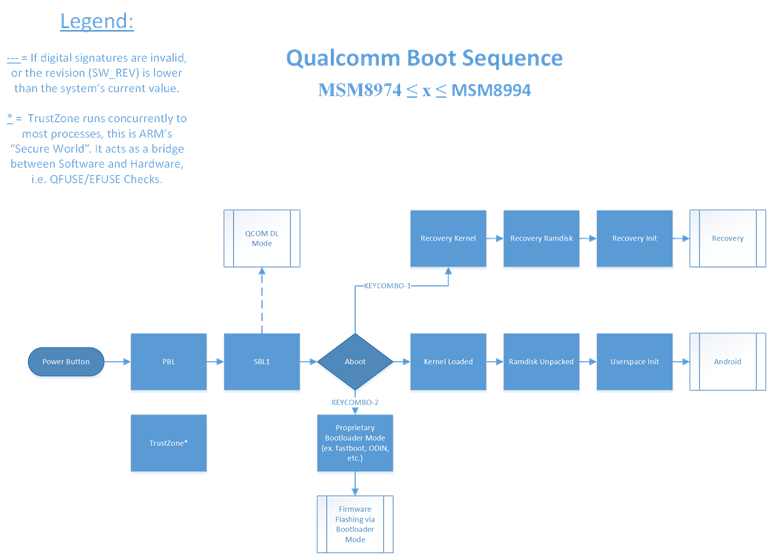 Legend:
--- = If digital signatures are invalid,
or the revision (SW_REV) is lower
than the system's current value.
* = TrustZone runs concurrently to
most processes, this is ARM's
"Secure World". It acts as a bridge
between Software and Hardware,
i.e. QFUSE/EFUSE Checks.
Qualcomm Boot Sequence
MSM8974 ≤ x ≤ MSM8994
QCOM DL
Mode
Recovery Kernel
Recovery Ramdisk
Recovery Init
Recovery
KEYCOMBO-1
Power Button
PBL
SBL1
Aboot
Kernel Loaded
Ramdisk Unpacked
Userspace Init
Android
KEYCOMBO-2
TrustZone*
Proprietary
Bootloader Mode
(ex. fastboot, ODIN,
etc.)
Firmware
Flashing via
Bootloader
Mode